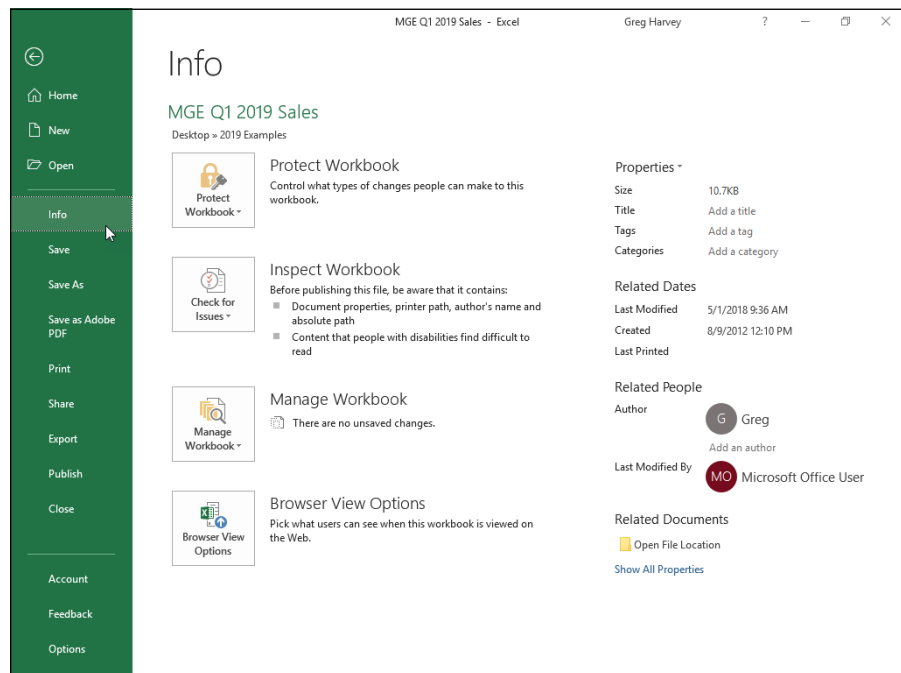 MGE Q1 2019 Sales - Excel
Greg Harvey
?
Home
New
Open
Info
Save
Save As
Save as Adobe
PDF
Print
Share
Export
Publish
Close
Account
Feedback
Options
Info
MGE Q1 2019 Sales
Desktop » 2019 Examples
Protect
Workbook
Protect Workbook
Control what types of changes people can make to this
workbook.
Check for
Issues
Inspect Workbook
Before publishing this file, be aware that it contains:
Document properties, printer path, author's name and
absolute path
Content that people with disabilities find difficult to
read
Manage
Workbook
Manage Workbook
There are no unsaved changes.
Browser View
Options
Browser View Options
Pick what users can see when this workbook is viewed on
the Web.
Properties
Size 10.7KB
Title Add a title
Tags Add a tag
Categories Add a category
Related Dates
Last Modified 5/1/2018 9:36 AM
Created 8/9/2012 12:10 PM
Last Printed
Related People
Author G Greg
Add an author
Last Modified By MO Microsoft Office User
Related Documents
Open File Location
Show All Properties